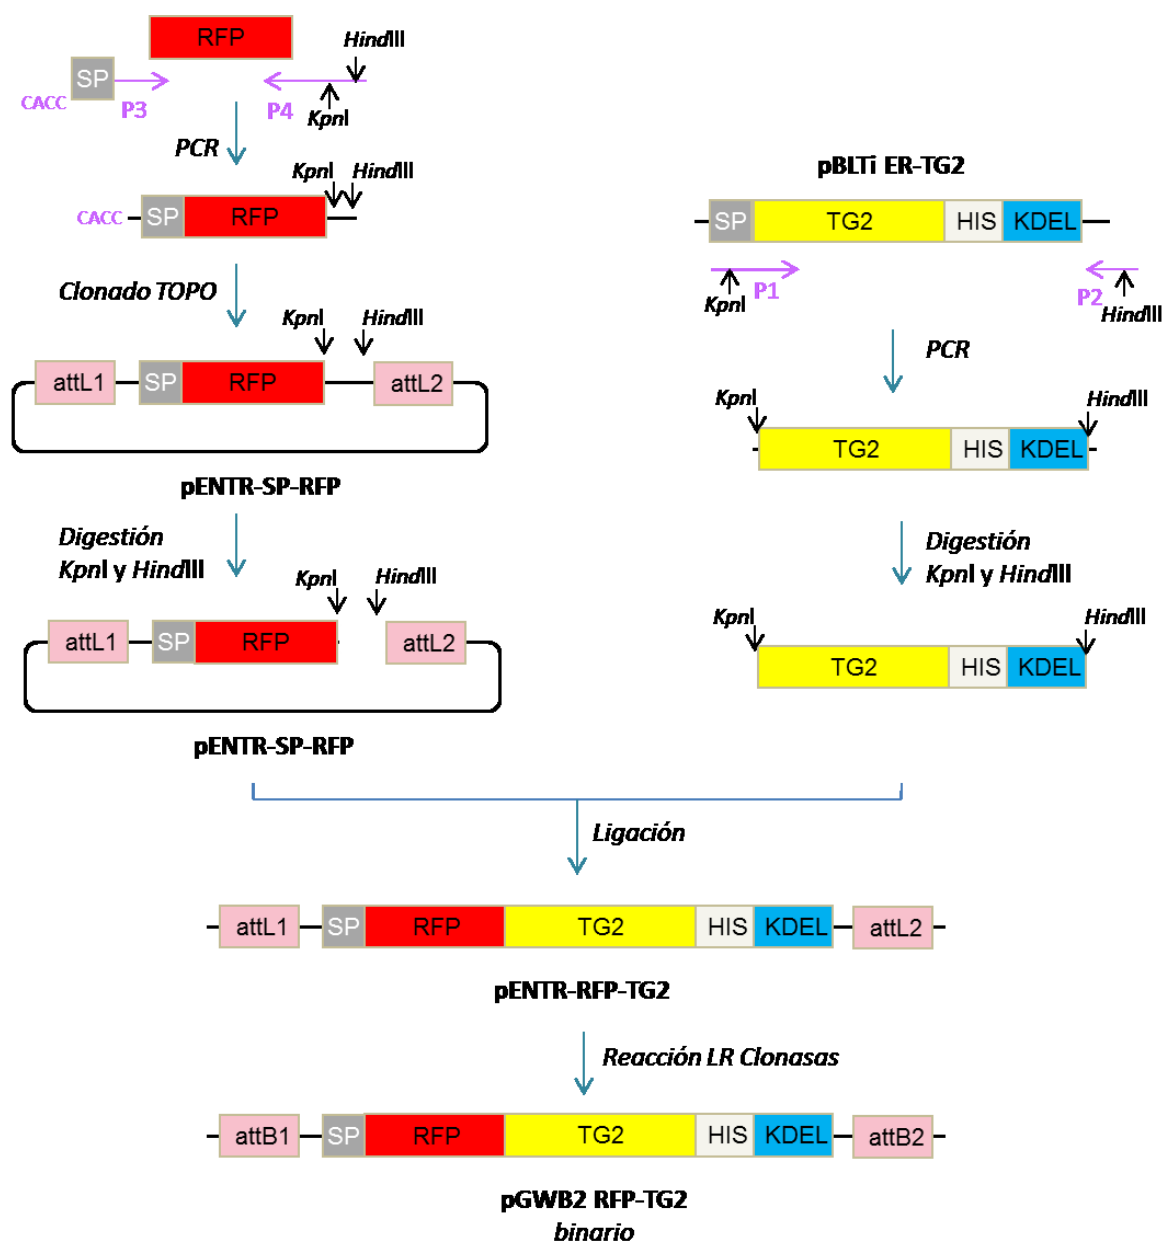 RFP
HindIII
SP
CACC
P3
P4
KpnI
PCR
KpnI
HindIII
CACC
SP
RFP
Clonado TOPO
KpnI
HindIII
attL1
SP
RFP
attL2
pENTR-SP-RFP
Digestión
KpnI y HindIII
KpnI
HindIII
attL1
SP
RFP
attL2
pENTR-SP-RFP
pBLTi ER-TG2
SP
TG2
HIS
KDEL
KpnI
P1
P2
HindIII
PCR
KpnI
HindIII
TG2
HIS
KDEL
Digestión
KpnI y HindIII
KpnI
HindIII
TG2
HIS
KDEL
Ligación
attL1
SP
RFP
TG2
HIS
KDEL
attL2
pENTR-RFP-TG2
Reacción LR Clonasas
attB1
SP
RFP
TG2
HIS
KDEL
attB2
pGWB2 RFP-TG2
binario